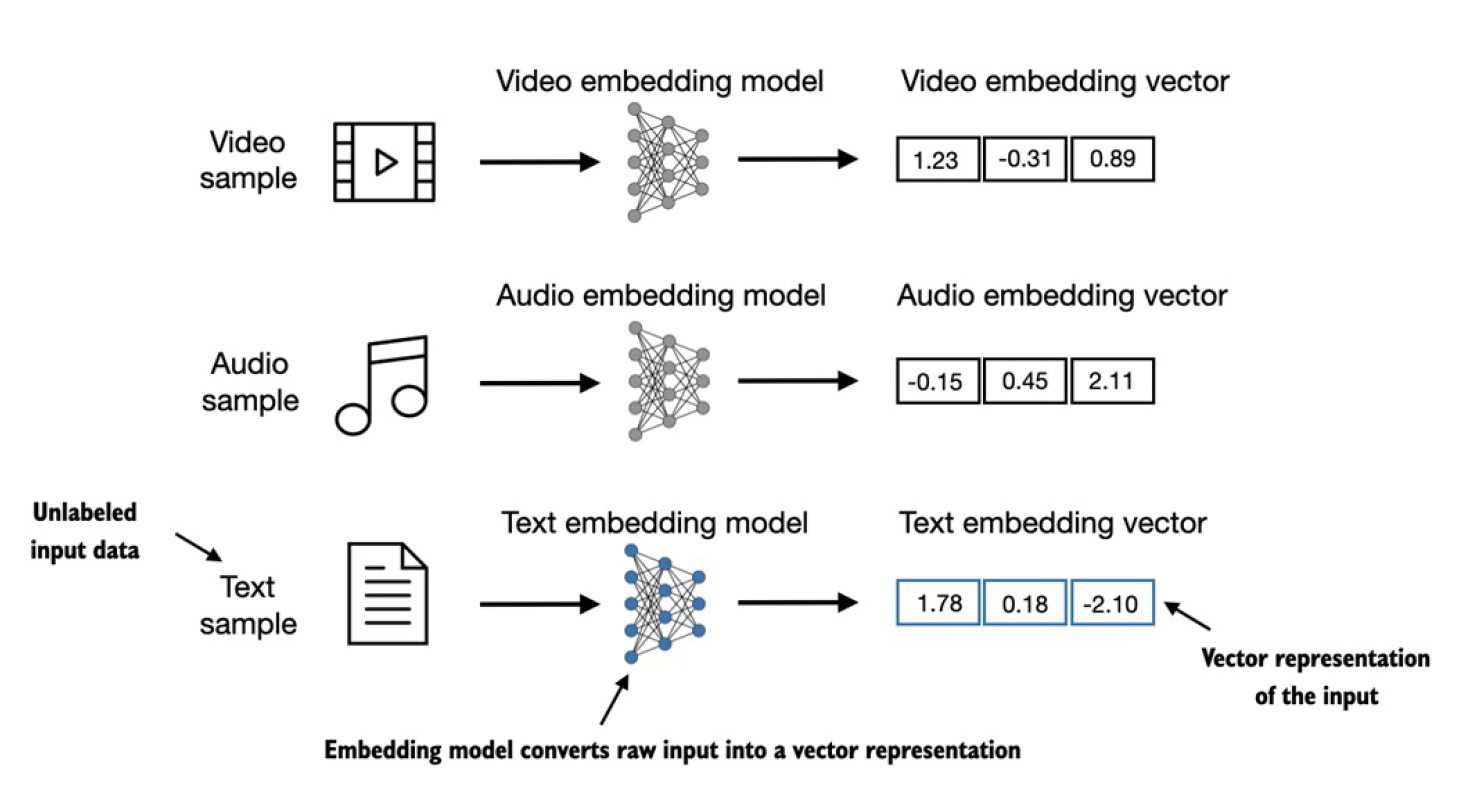 Video embedding model
Video embedding vector
Video
sample
1.23
-0.31
0.89
Audio embedding model
Audio embedding vector
Audio
sample
-0.15
0.45
2.11
Unlabeled
input data
Text embedding model
Text embedding vector
Text
sample
1.78
0.18
-2.10
Vector representation
of the input
Embedding model converts raw input into a vector representation